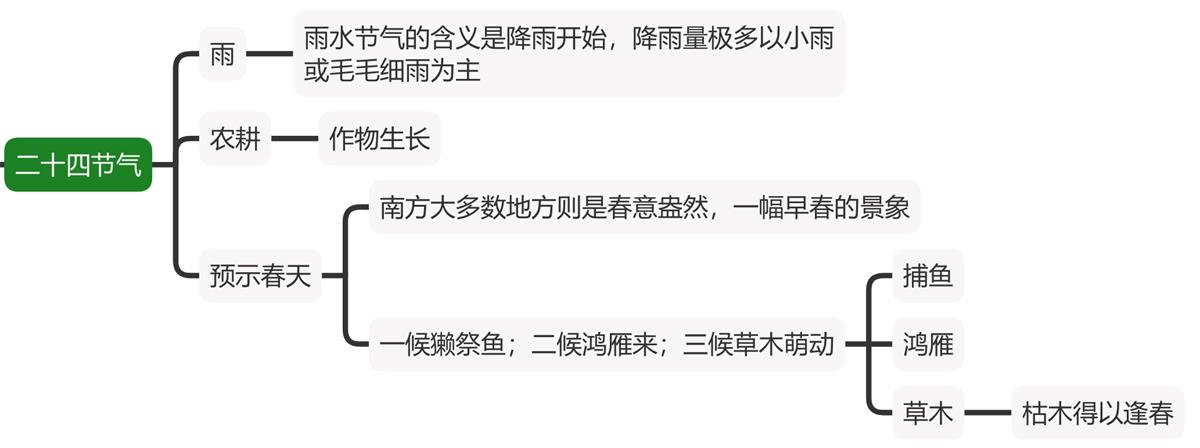 二十四节气
雨
雨水节气的含义是降雨开始，降雨量极多以小雨
或毛毛细雨为主
农耕
作物生长
预示春天
南方大多数地方则是春意盎然，一幅早春的景象
一候獭祭鱼；二候鸿雁来；三候草木萌动
捕鱼
鸿雁
草木
枯木得以逢春